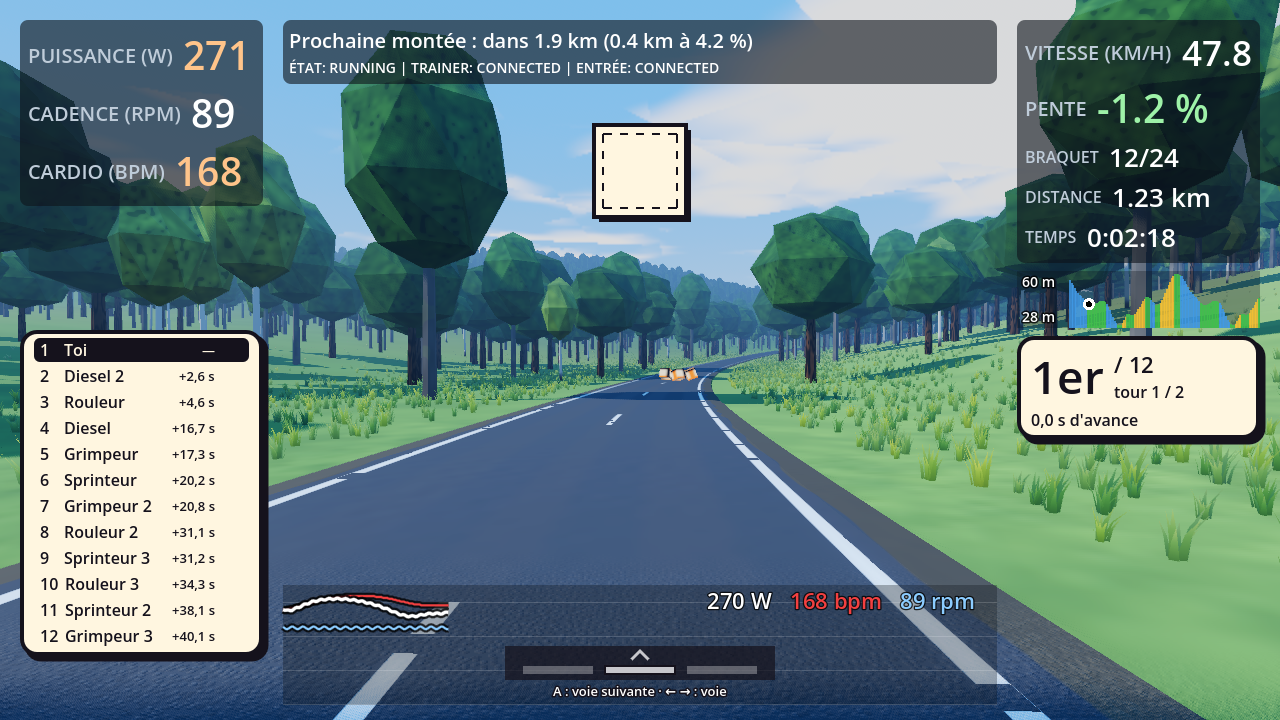 PUISSANCE (W) 271
CADENCE (RPM) 89
CARDIO (BPM) 168
Prochaine montée : dans 1.9 km (0.4 km à 4.2 %)
ÉTAT: RUNNING | TRAINER: CONNECTED | ENTRÉE: CONNECTED
VITESSE (KM/H) 47.8
PENTE -1.2 %
BRAQUET 12/24
DISTANCE 1.23 km
TEMPS 0:02:18
60 m
28 m
1 Toi —
2 Diesel 2 +2,6 s
3 Rouleur +4,6 s
4 Diesel +16,7 s
5 Grimpeur +17,3 s
6 Sprinteur +20,2 s
7 Grimpeur 2 +20,8 s
8 Rouleur 2 +31,1 s
9 Sprinteur 3 +31,2 s
10 Rouleur 3 +34,3 s
11 Sprinteur 2 +38,1 s
12 Grimpeur 3 +40,1 s
1er / 12
tour 1 / 2
0,0 s d'avance
270 W 168 bpm 89 rpm
A : voie suivante · ← → : voie